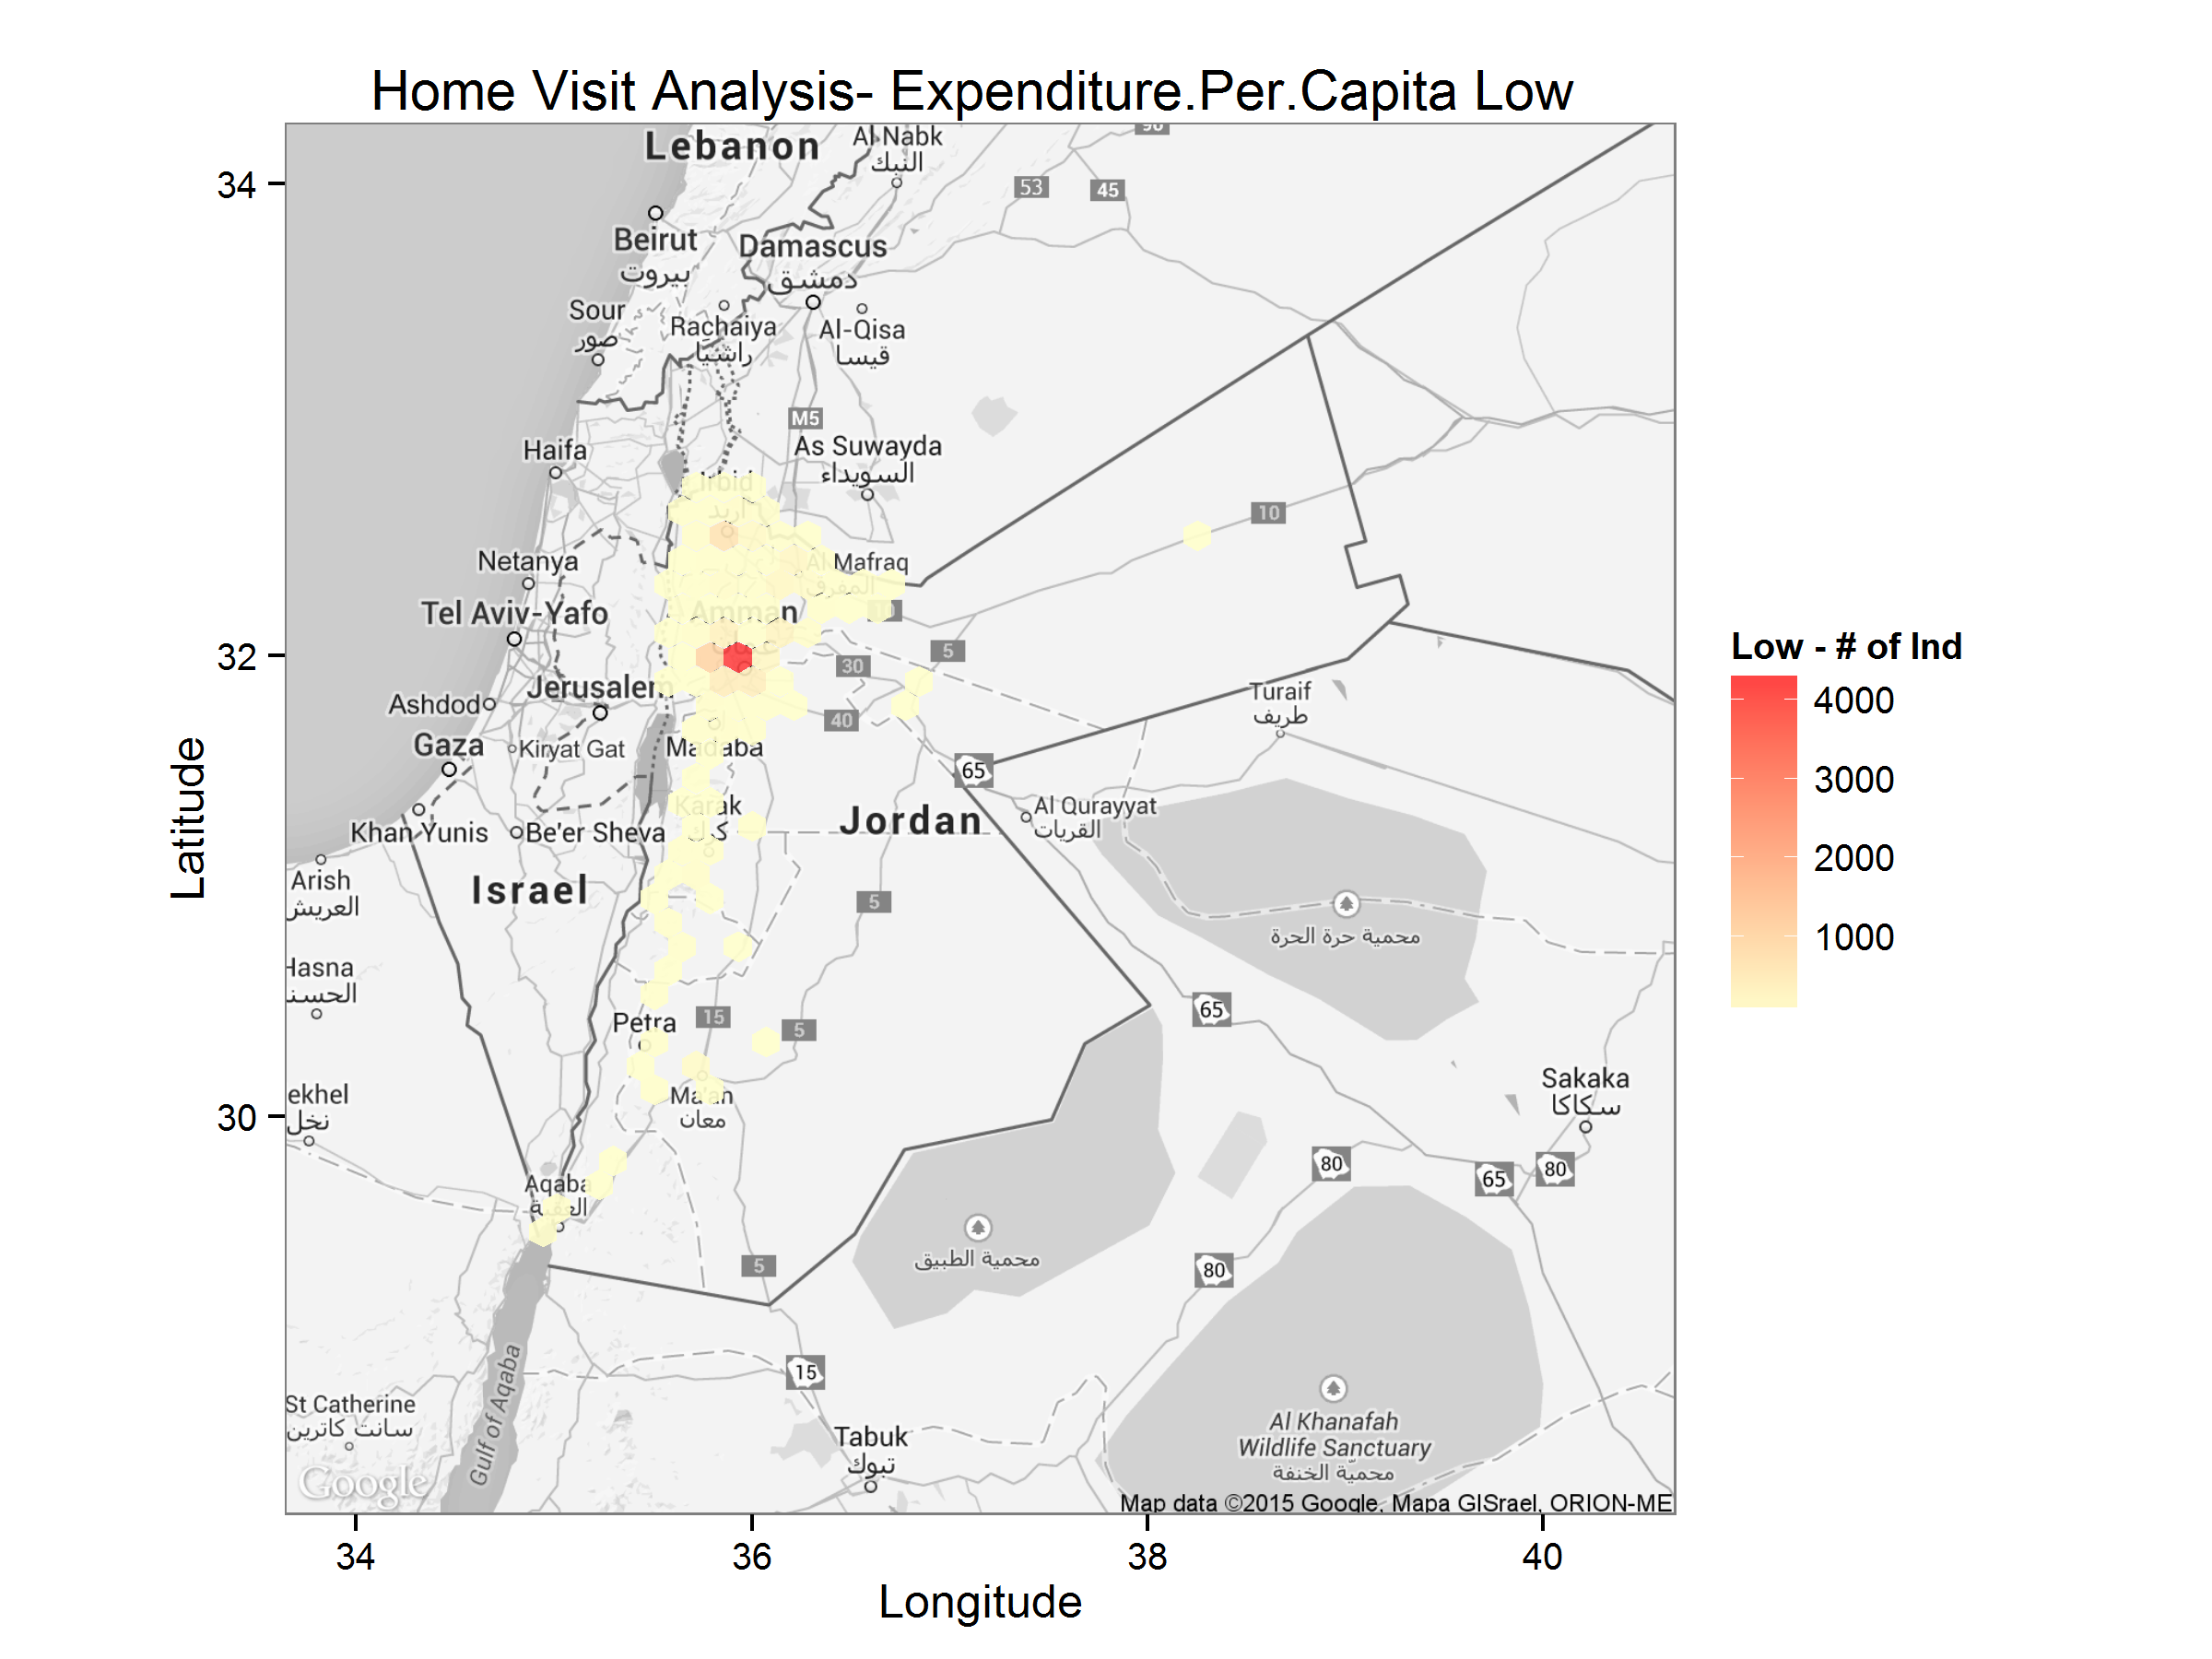 Home Visit Analysis- Expenditure.Per.Capita Low
Lebanon
Al Nabk
النبك
90
53
45
Beirut
بيروت
Damascus
دمشق
Sour
صور
Rachaiya
راشيا
Al-Qisa
قيسا
M5
Haifa
As Suwayda
السويداء
Irbid
اربد
10
Netanya
Al Mafraq
المفرق
Tel Aviv-Yafo
Amman
10
30
5
Jerusalem
Ashdod
40
Turaif
طريف
Gaza
Kiryat Gat
Madaba
65
Karak
كرك
Jordan
Al Qurayyat
القريات
Khan Yunis
Be'er Sheva
Arish
العريش
Israel
5
محمية حرة الحرة
Hasna
الحسنة
Petra
15
5
65
ekhel
نخل
Ma'an
معان
Sakaka
سكاكا
80
65
80
Aqaba
العقبة
محمية الطبيق
5
80
Gulf of Aqaba
15
St Catherine
سانت كاترين
Tabuk
تبوك
Al Khanafah
Wildlife Sanctuary
محميّة الخنفة
Google
Map data ©2015 Google, Mapa GISrael, ORION-ME
34
32
30
Latitude
34
36
38
40
Longitude
Low - # of Ind
4000
3000
2000
1000